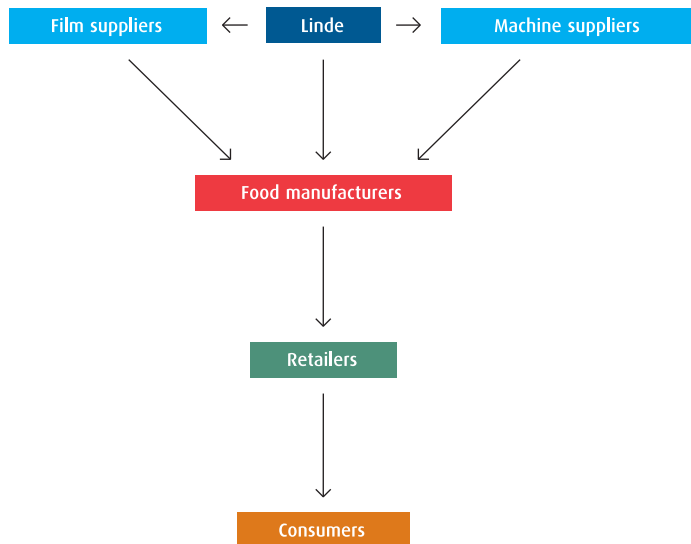 Film suppliers
Linde
Machine suppliers
Food manufacturers
Retailers
Consumers